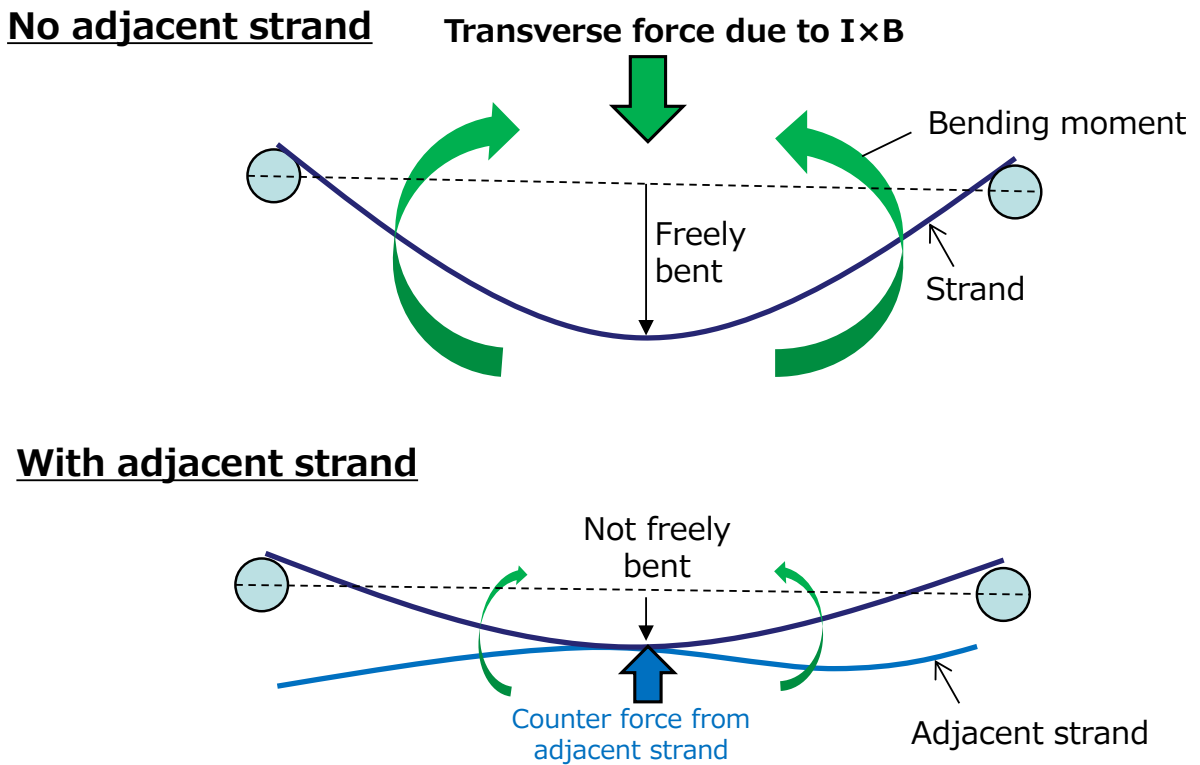 No adjacent strand
Transverse force due to I×B
Bending moment
Freely
bent
Strand
With adjacent strand
Not freely
bent
Counter force from
adjacent strand
Adjacent strand